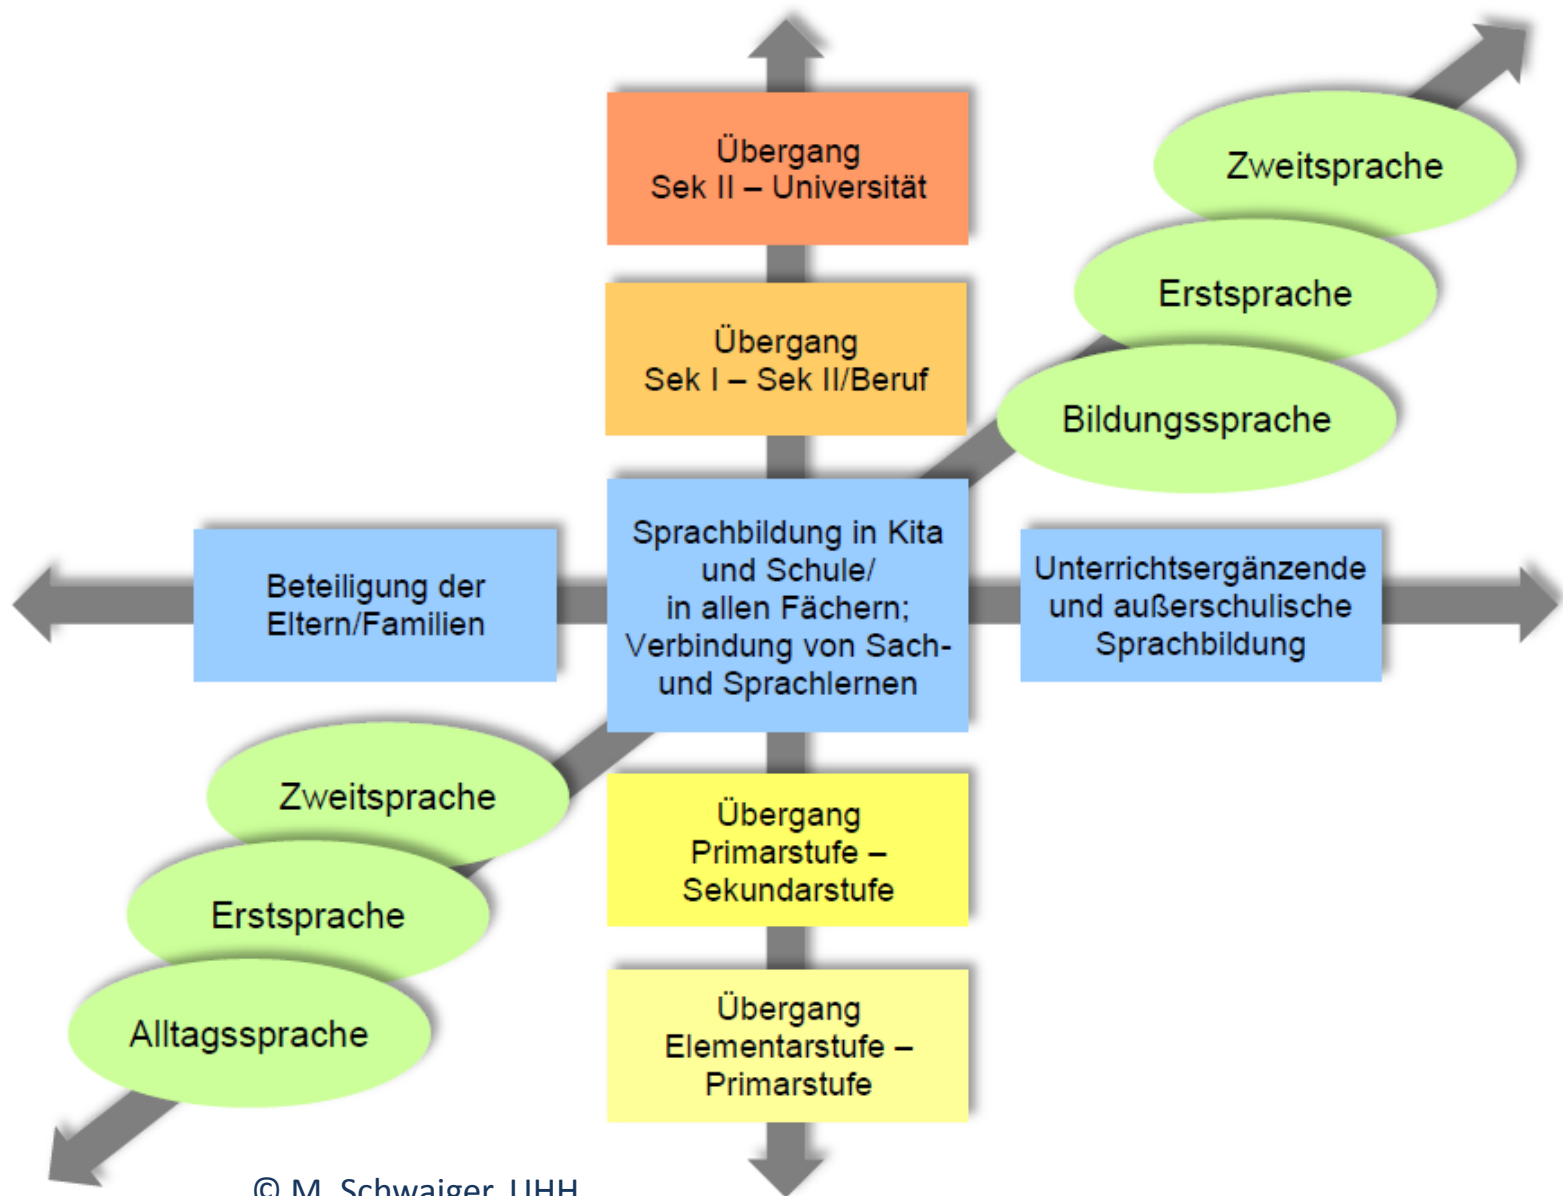 Übergang
Sek II – Universität
Zweitsprache
Erstsprache
Übergang
Sek I – Sek II/Beruf
Bildungssprache
Beteiligung der
Eltern/Familien
Sprachbildung in Kita
und Schule/
in allen Fächern;
Verbindung von Sach-
und Sprachlernen
Unterrichtsergänzende
und außerschulische
Sprachbildung
Zweitsprache
Erstsprache
Alltagssprache
Übergang
Primarstufe –
Sekundarstufe
Übergang
Elementarstufe –
Primarstufe
© M. Schwaiger, UHH